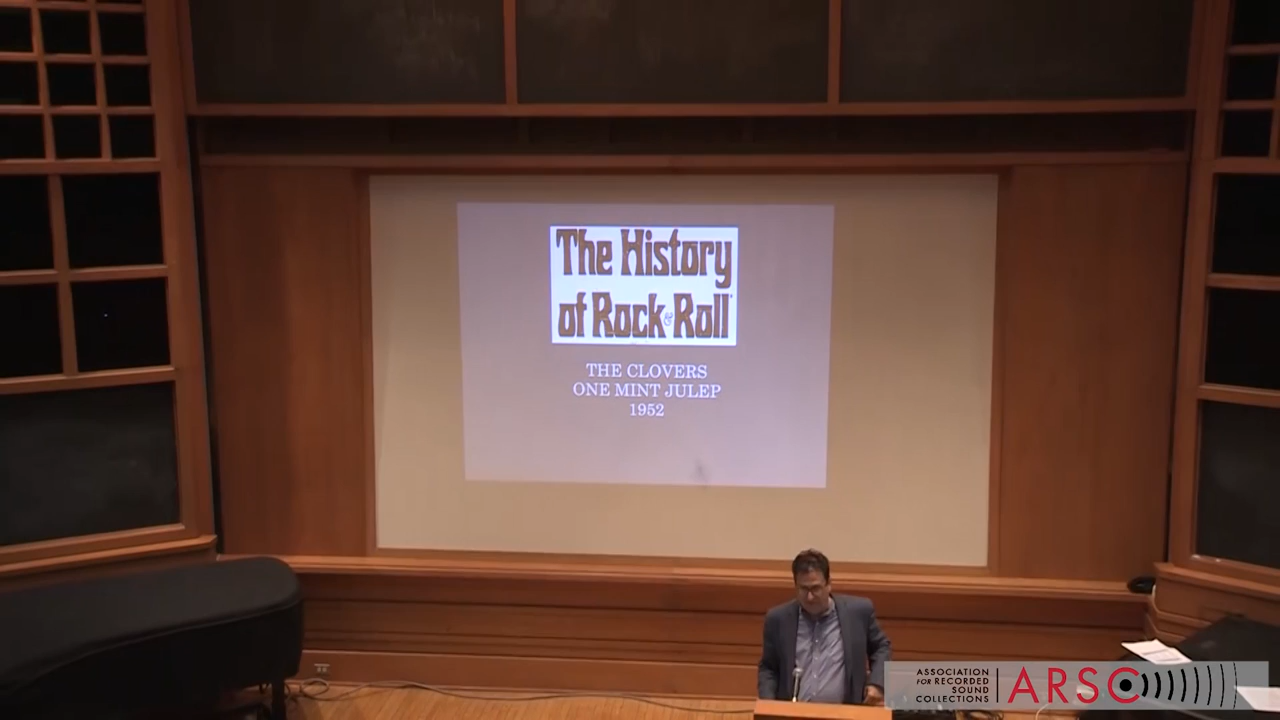 The History
of Rock & Roll
THE CLOVERS
ONE MINT JULEP
1952
ASSOCIATION
FOR RECORDED
SOUND
COLLECTIONS
ARSC